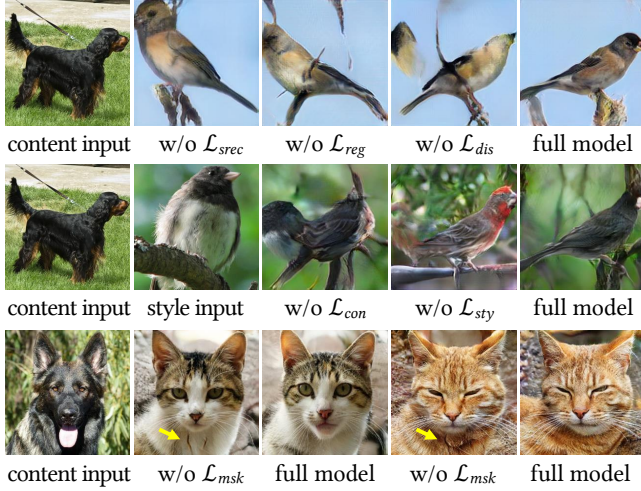 content input w/o ℒsrec w/o ℒreg w/o ℒdis full model
content input style input w/o ℒcon w/o ℒsty full model
content input w/o ℒmsk full model w/o ℒmsk full model